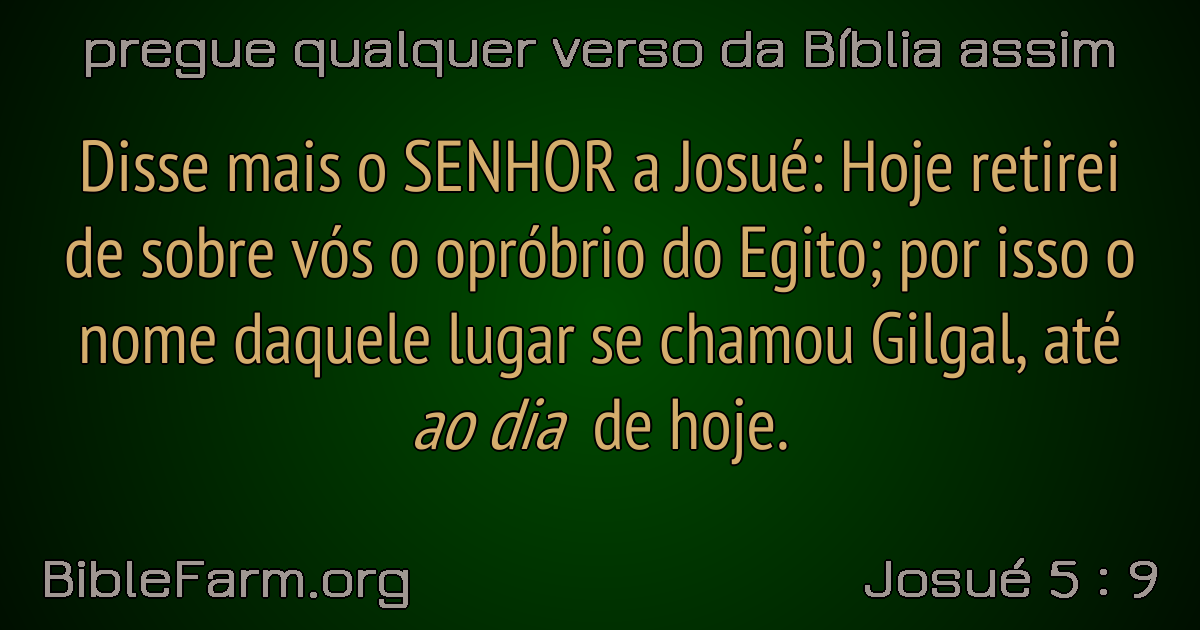 pregue qualquer verso da Bíblia assim
Disse mais o SENHOR a Josué: Hoje retirei
de sobre vós o opróbrio do Egito; por isso o
nome daquele lugar se chamou Gilgal, até
ao dia de hoje.
BibleFarm.org
Josué 5 : 9